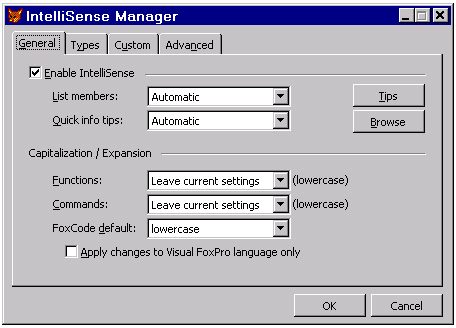 IntelliSense Manager
General Types Custom Advanced
Enable IntelliSense
List members: Automatic Tips
Quick info tips: Automatic Browse
Capitalization / Expansion
Functions: Leave current settings (lowercase)
Commands: Leave current settings (lowercase)
FoxCode default: lowercase
Apply changes to Visual FoxPro language only
OK Cancel